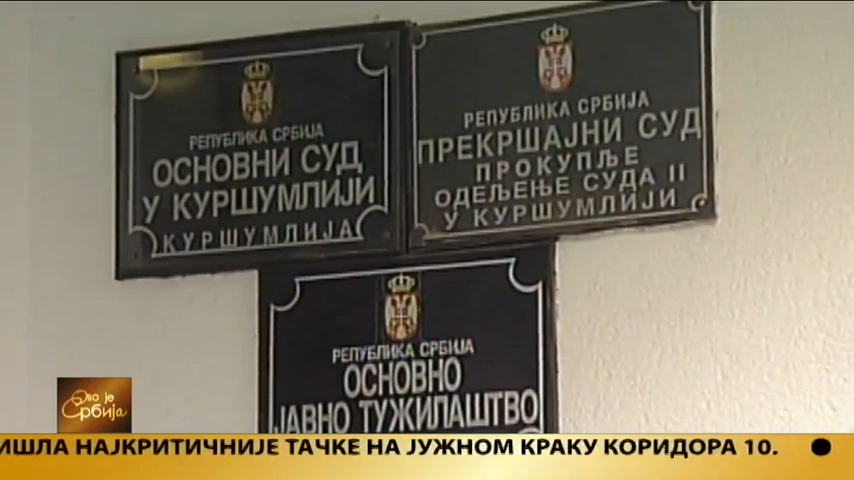 РЕПУБЛИКА СРБИЈА
ОСНОВНИ СУД
У КУРШУМЛИЈИ
КУРШУМЛИЈА
РЕПУБЛИКА СРБИЈА
ПРЕКРШАЈНИ СУД
ПРОКУПЉЕ
ОДЕЉЕЊЕ СУДА II
У КУРШУМЛИЈИ
РЕПУБЛИКА СРБИЈА
ОСНОВНО
ЈАВНО ТУЖИЛАШТВО
Ово је
Србија
НАЈКРИТИЧНИЈЕ ТАЧКЕ НА ЈУЖНОМ КРАКУ КОРИДОРА 10.